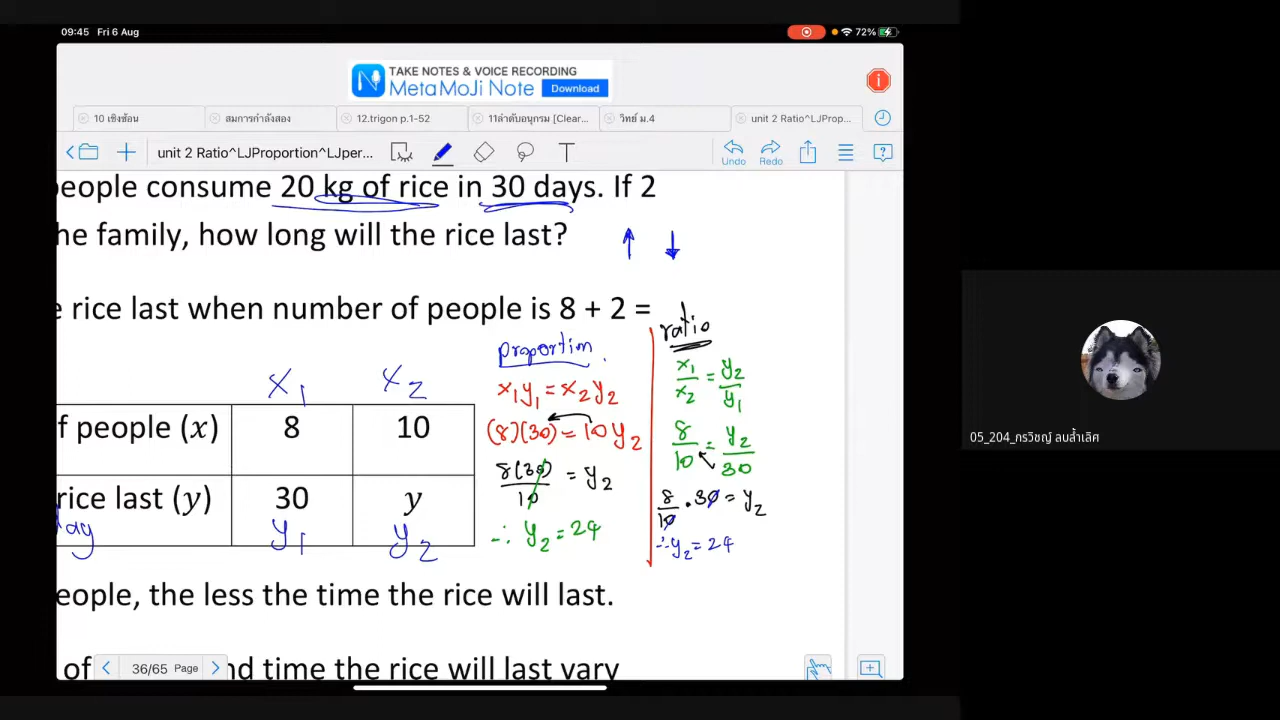 09:45 Fri 6 Aug
72%
TAKE NOTES & VOICE RECORDING
MetaMoJi Note Download
10 เชิงซ้อน
สมการกำลังสอง
12.trigon p.1-52
11ลำดับอนุกรม [Clear...
วิทย์ ม.4
unit 2 Ratio^LJPropo...
unit 2 Ratio^LJProportion^LJper...
T
Undo
Redo
people consume 20 kg of rice in 30 days. If 2
he family, how long will the rice last?
↑ ↓
e rice last when number of people is 8 + 2 =
x₁ x₂
f people (x) 8 10
rice last (y) 30 y
day y₁ y₂
proportion
x₁y₁ = x₂y₂
(8)(30) = 10y₂
8(30)/10 = y₂
∴ y₂ = 24
ratio
x₁/x₂ = y₂/y₁
8/10 = y₂/30
8/10 · 30 = y₂
∴ y₂ = 24
eople, the less the time the rice will last.
of
nd time the rice will last vary
36/65 Page
05_204_กรวิชญ์ ลบล้ำเลิศ